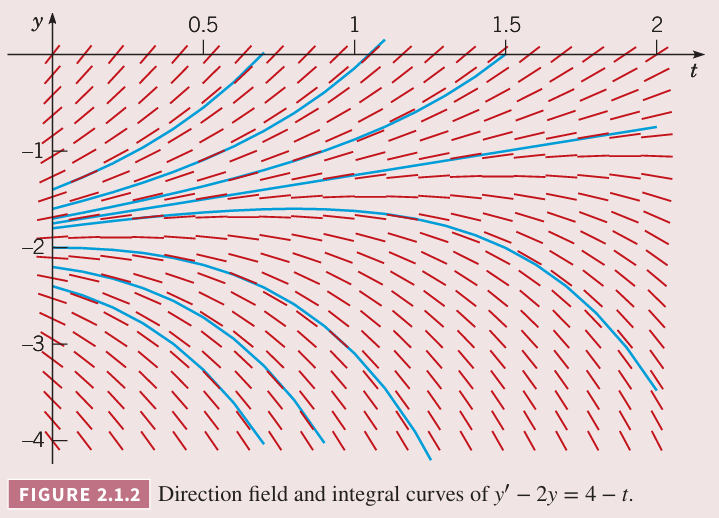 y 0.5 1 1.5 2
t
–1
–2
–3
–4
FIGURE 2.1.2 Direction field and integral curves of y′ – 2y = 4 – t.